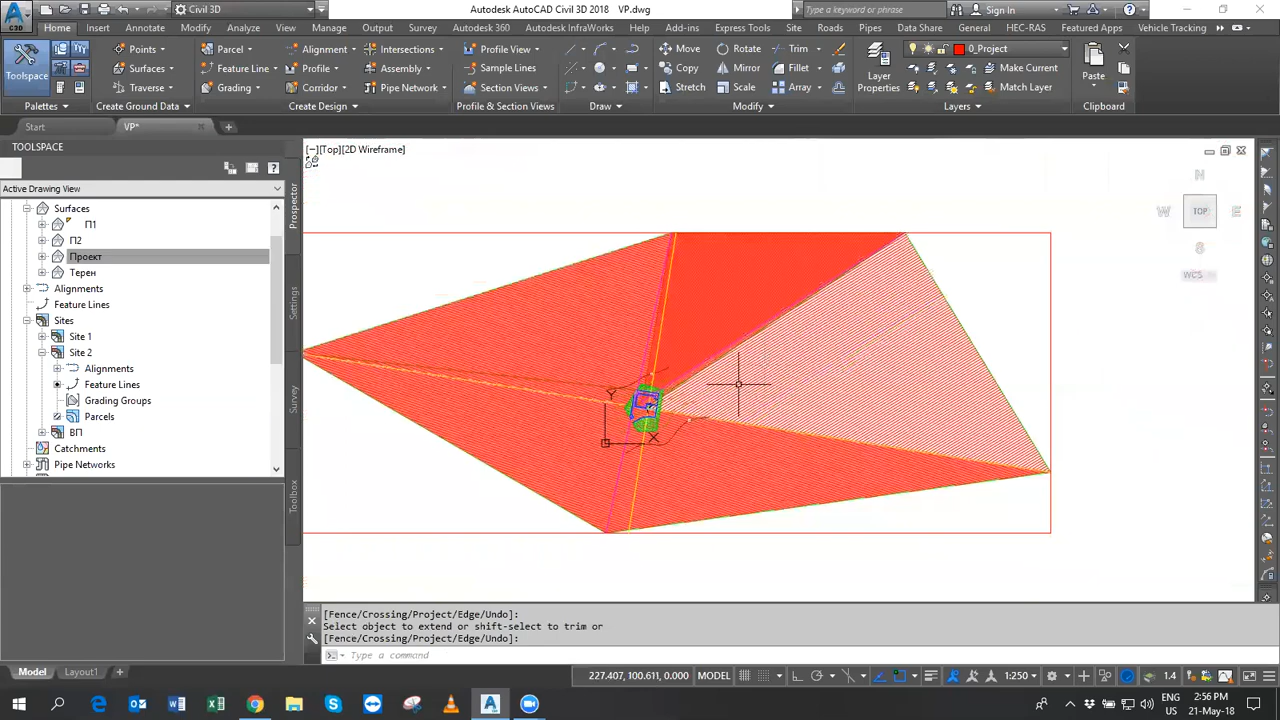 C3D
Civil 3D
Autodesk AutoCAD Civil 3D 2018    VP.dwg
Type a keyword or phrase
Sign In
Home Insert Annotate Modify Analyze View Manage Output Autodesk 360 Autodesk InfraWorks Help Add-ins Express Tools Site Roads Pipes Data Share General HEC-RAS Vehicle Tracking
Points Parcel Alignment Intersections Profile View Move Rotate Trim 0_Project
Toolspace Surfaces Feature Line Profile Assembly Sample Lines Copy Mirror Fillet Layer Properties Make Current Paste
Traverse Grading Corridor Pipe Network Section Views Stretch Scale Array Match Layer
Palettes Create Ground Data Create Design Profile & Section Views Draw Modify Layers Clipboard
Start VP*
TOOLSPACE
[−][Top][2D Wireframe]
Active Drawing View
Surfaces
П1
П2
Проект
Терен
Alignments
Feature Lines
Sites
Site 1
Site 2
Alignments
Feature Lines
Grading Groups
Parcels
ВП
Catchments
Pipe Networks
Prospector
Settings
Survey
Toolbox
N
W TOP E
S
WCS
Y
X
[Fence/Crossing/Project/Edge/Undo]:
Select object to extend or shift-select to trim or
[Fence/Crossing/Project/Edge/Undo]:
Type a command
Model Layout1
227.407, 100.611, 0.000 MODEL 1:250 1.4
ENG
US
2:56 PM
21-May-18